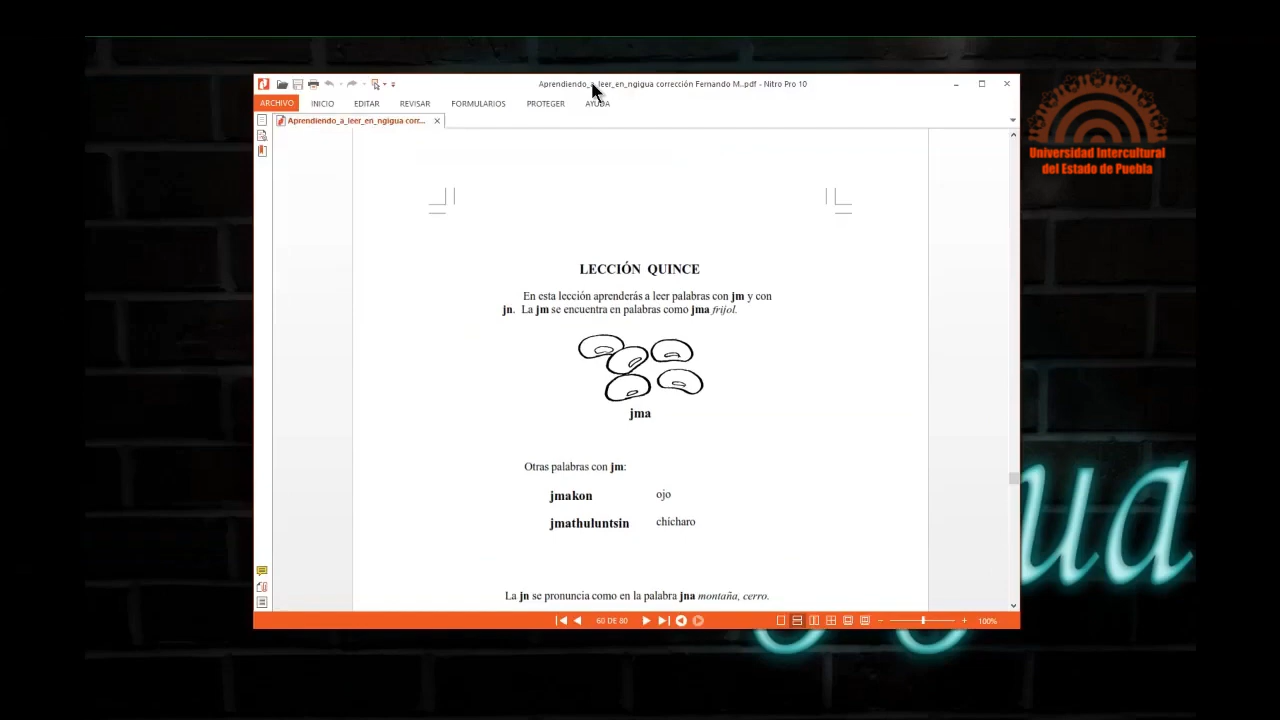 Aprendiendo_a_leer_en_ngigua corrección Fernando M..pdf - Nitro Pro 10
ARCHIVO INICIO EDITAR REVISAR FORMULARIOS PROTEGER AYUDA
Aprendiendo_a_leer_en_ngigua corr...
Universidad Intercultural
del Estado de Puebla
LECCIÓN QUINCE
En esta lección aprenderás a leer palabras con jm y con
jn. La jm se encuentra en palabras como jma frijol.
jma
Otras palabras con jm:
jmakon ojo
jmathuluntsin chicharo
La jn se pronuncia como en la palabra jna montaña, cerro.
60 DE 80
100%